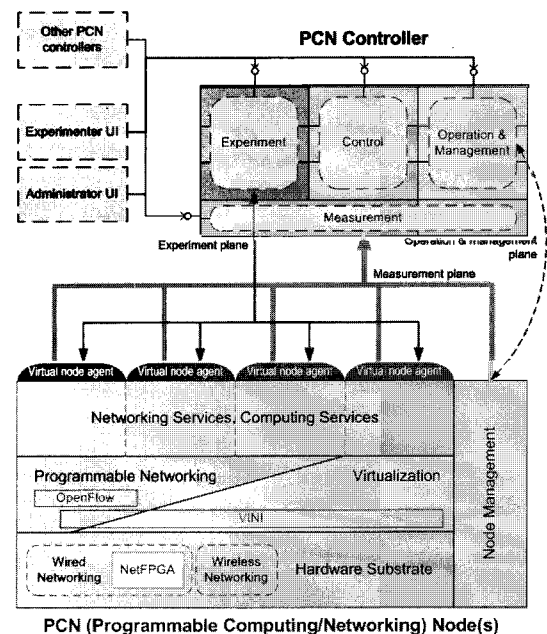 Other PCN
controllers
PCN Controller
Experimenter UI
Administrator UI
Experiment
Control
Operation &
Management
Measurement
Experiment plane
Operation & management
plane
Measurement plane
Virtual node agent
Virtual node agent
Virtual node agent
Virtual node agent
Networking Services, Computing Services
Node Management
Programmable Networking
Virtualization
OpenFlow
VINI
Wired
Networking
NetFPGA
Wireless
Networking
Hardware Substrate
PCN (Programmable Computing/Networking) Node(s)